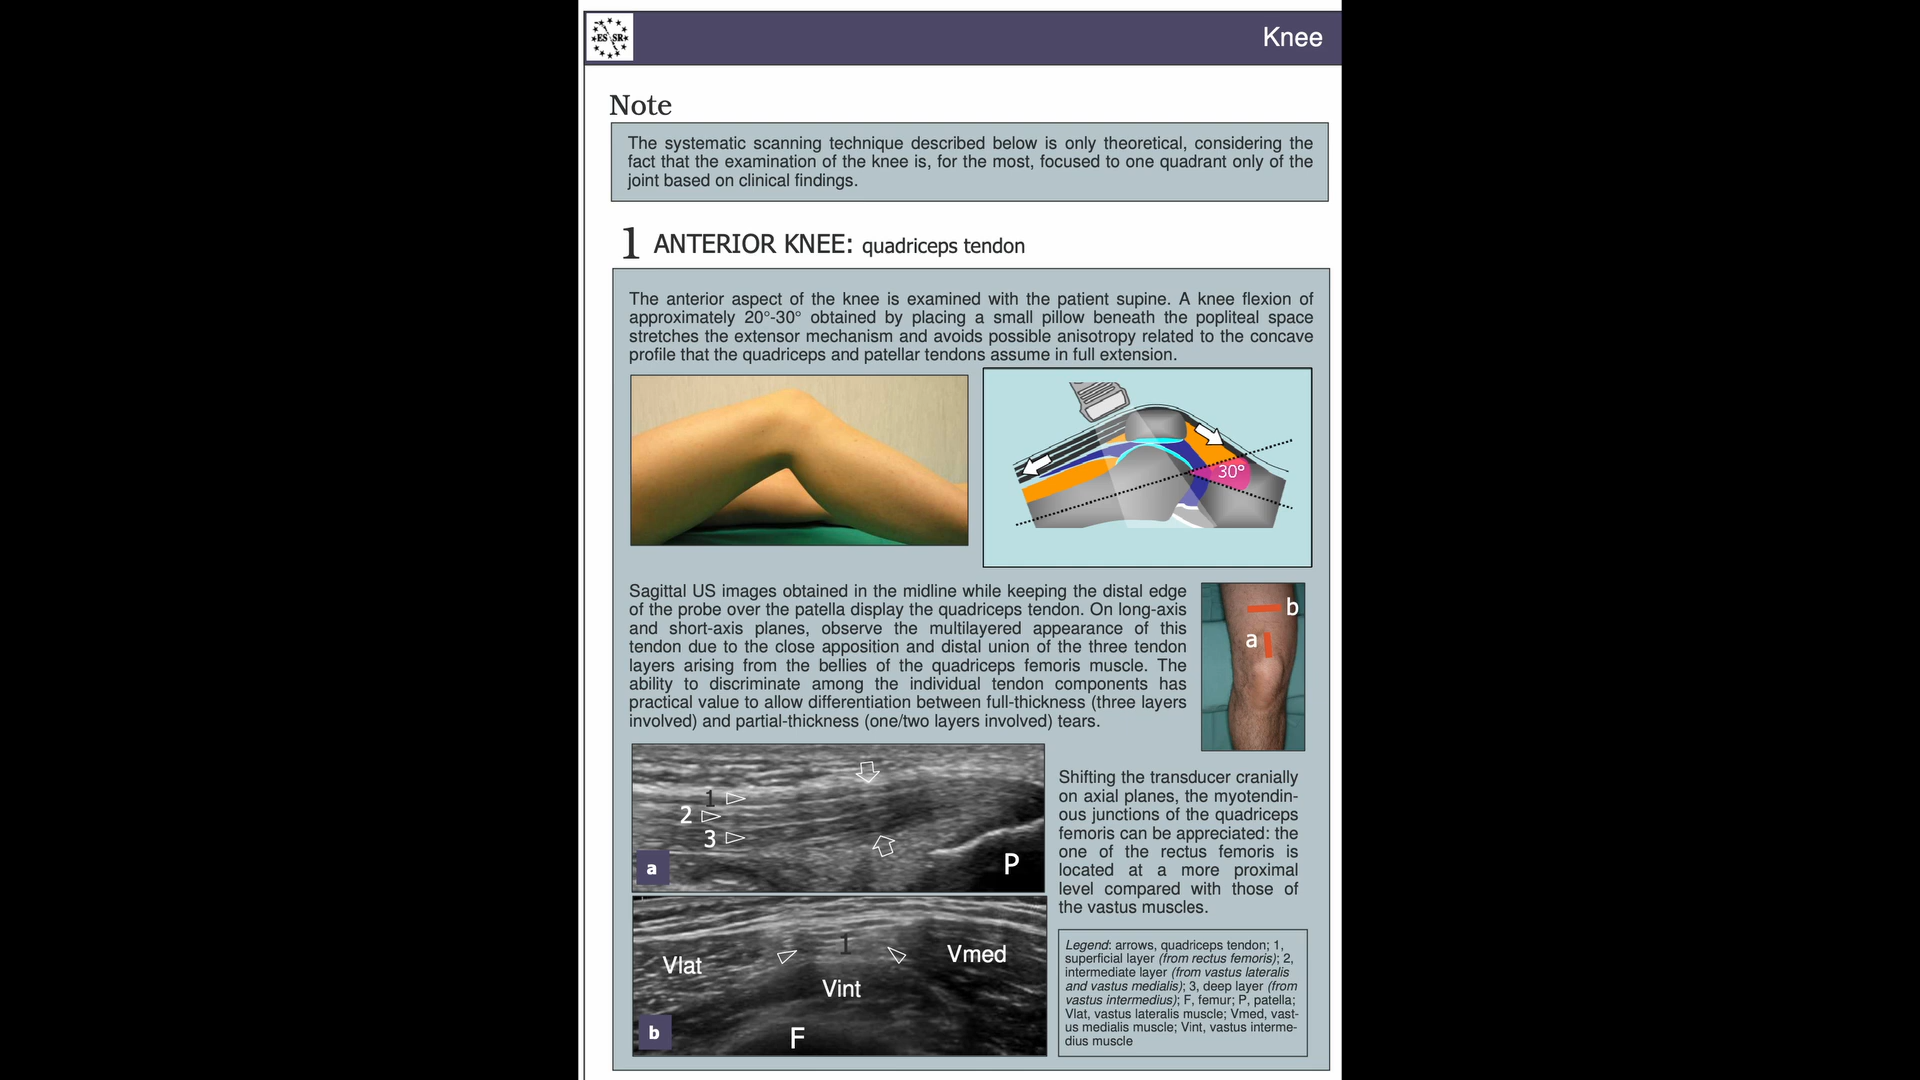 ES SR
Knee
Note
The systematic scanning technique described below is only theoretical, considering the
fact that the examination of the knee is, for the most, focused to one quadrant only of the
joint based on clinical findings.
1 ANTERIOR KNEE: quadriceps tendon
The anterior aspect of the knee is examined with the patient supine. A knee flexion of
approximately 20°-30° obtained by placing a small pillow beneath the popliteal space
stretches the extensor mechanism and avoids possible anisotropy related to the concave
profile that the quadriceps and patellar tendons assume in full extension.
30°
Sagittal US images obtained in the midline while keeping the distal edge
of the probe over the patella display the quadriceps tendon. On long-axis
and short-axis planes, observe the multilayered appearance of this
tendon due to the close apposition and distal union of the three tendon
layers arising from the bellies of the quadriceps femoris muscle. The
ability to discriminate among the individual tendon components has
practical value to allow differentiation between full-thickness (three layers
involved) and partial-thickness (one/two layers involved) tears.
b
a
1
2
3
P
a
Shifting the transducer cranially
on axial planes, the myotendin-
ous junctions of the quadriceps
femoris can be appreciated: the
one of the rectus femoris is
located at a more proximal
level compared with those of
the vastus muscles.
1
Vlat
Vmed
Vint
F
b
Legend: arrows, quadriceps tendon; 1,
superficial layer (from rectus femoris); 2,
intermediate layer (from vastus lateralis
and vastus medialis); 3, deep layer (from
vastus intermedius); F, femur; P, patella;
Vlat, vastus lateralis muscle; Vmed, vast-
us medialis muscle; Vint, vastus interme-
dius muscle